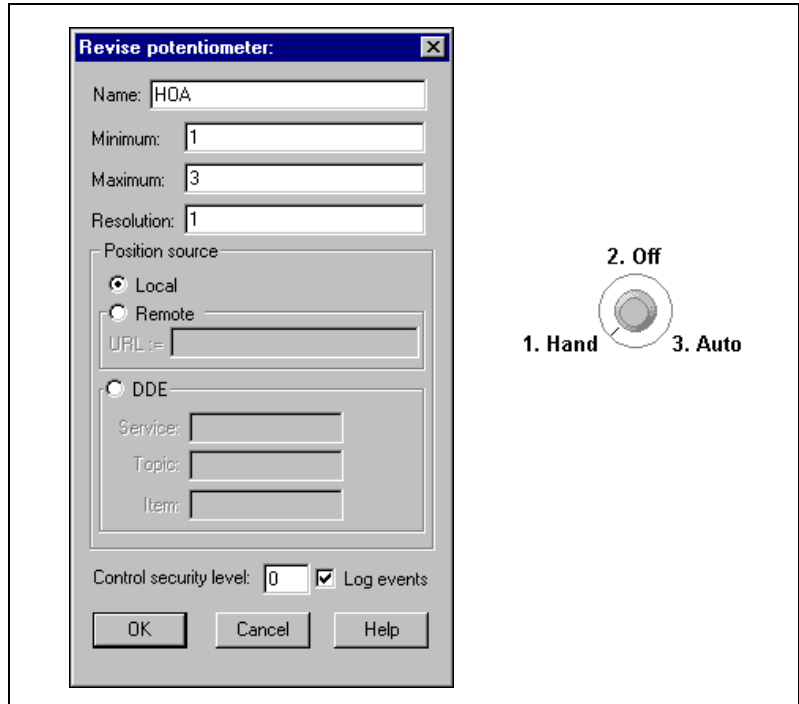 Revise potentiometer:
Name: HOA
Minimum: 1
Maximum: 3
Resolution: 1
Position source
Local
Remote
URL :=
DDE
Service:
Topic:
Item:
Control security level: 0 Log events
OK Cancel Help
2. Off
1. Hand 3. Auto